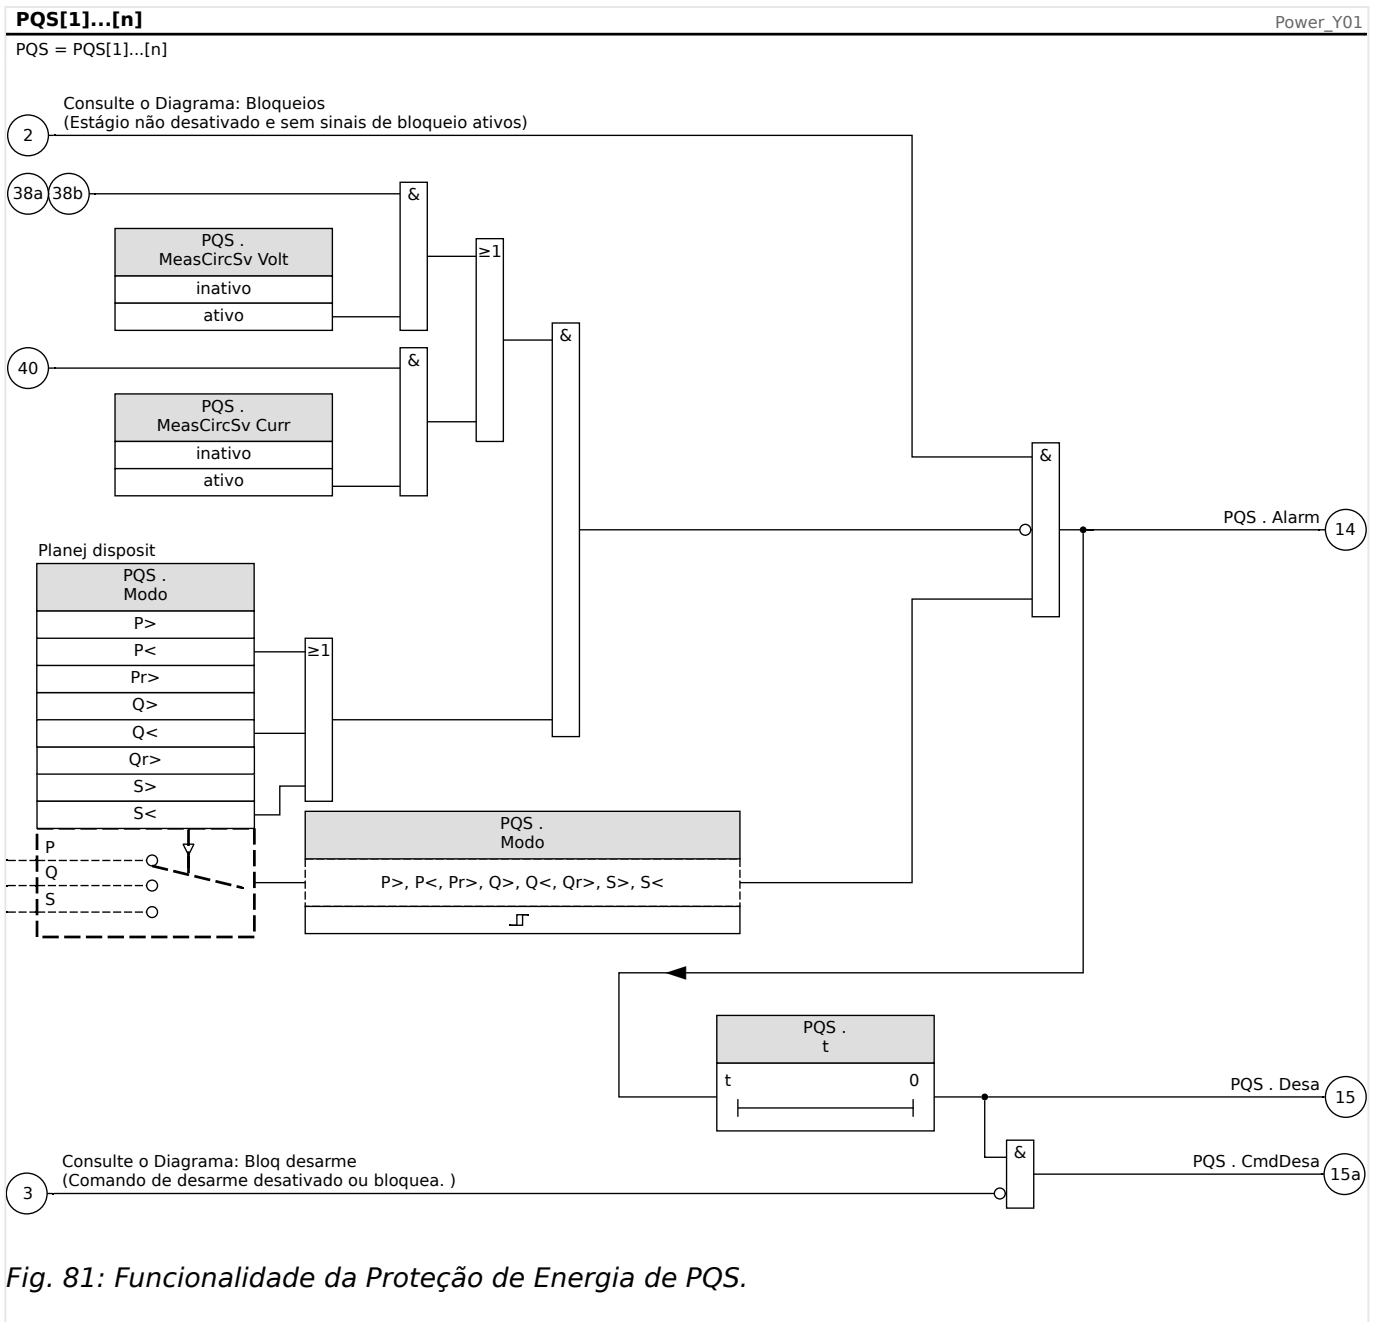 PQS[1]...[n]
Power_Y01
PQS = PQS[1]...[n]
Consulte o Diagrama: Bloqueios
(Estágio não desativado e sem sinais de bloqueio ativos)
2
38a 38b
&
PQS .
MeasCircSv Volt
inativo
ativo
≥1
&
40
&
PQS .
MeasCircSv Curr
inativo
ativo
&
PQS . Alarm
14
Planej disposit
PQS .
Modo
P>
P<
Pr>
Q>
Q<
Qr>
S>
S<
≥1
P
Q
S
PQS .
Modo
P>, P<, Pr>, Q>, Q<, Qr>, S>, S<
PQS .
t
t 0
PQS . Desa
15
&
PQS . CmdDesa
15a
Consulte o Diagrama: Bloq desarme
(Comando de desarme desativado ou bloquea. )
3
Fig. 81: Funcionalidade da Proteção de Energia de PQS.